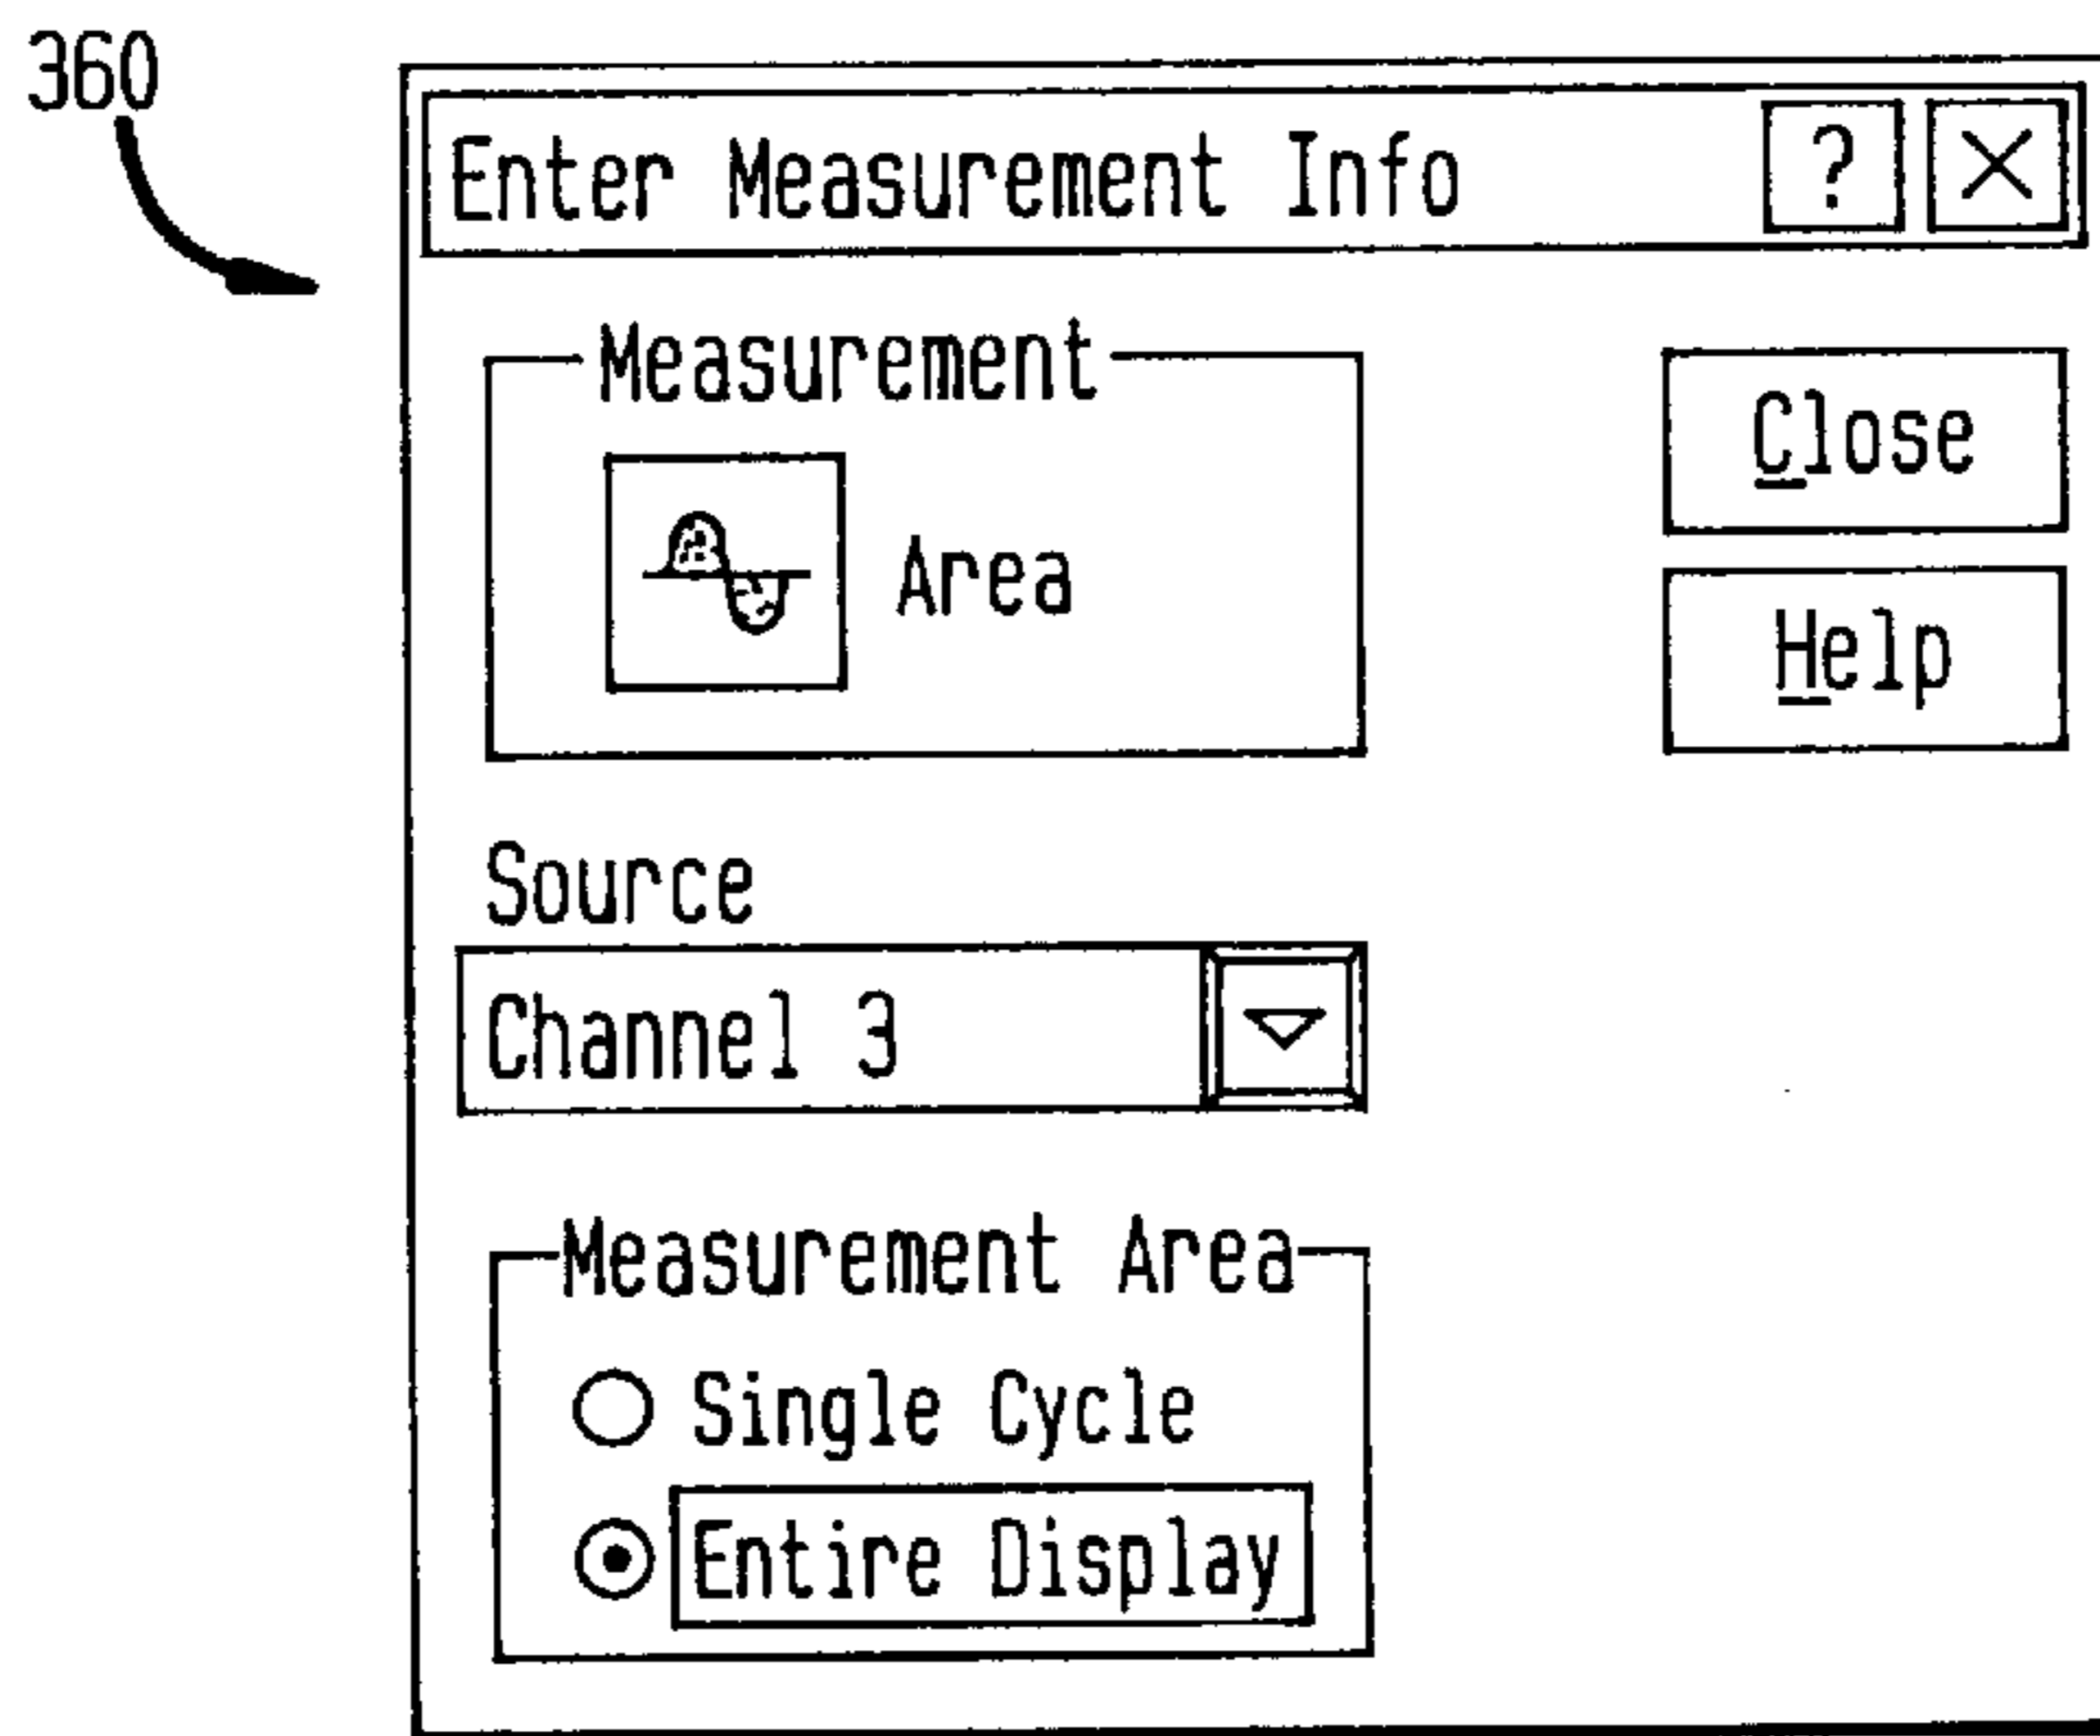 360
Enter Measurement Info ? X
Measurement
Close
Area
Help
Source
Channel 3
Measurement Area
Single Cycle
Entire Display